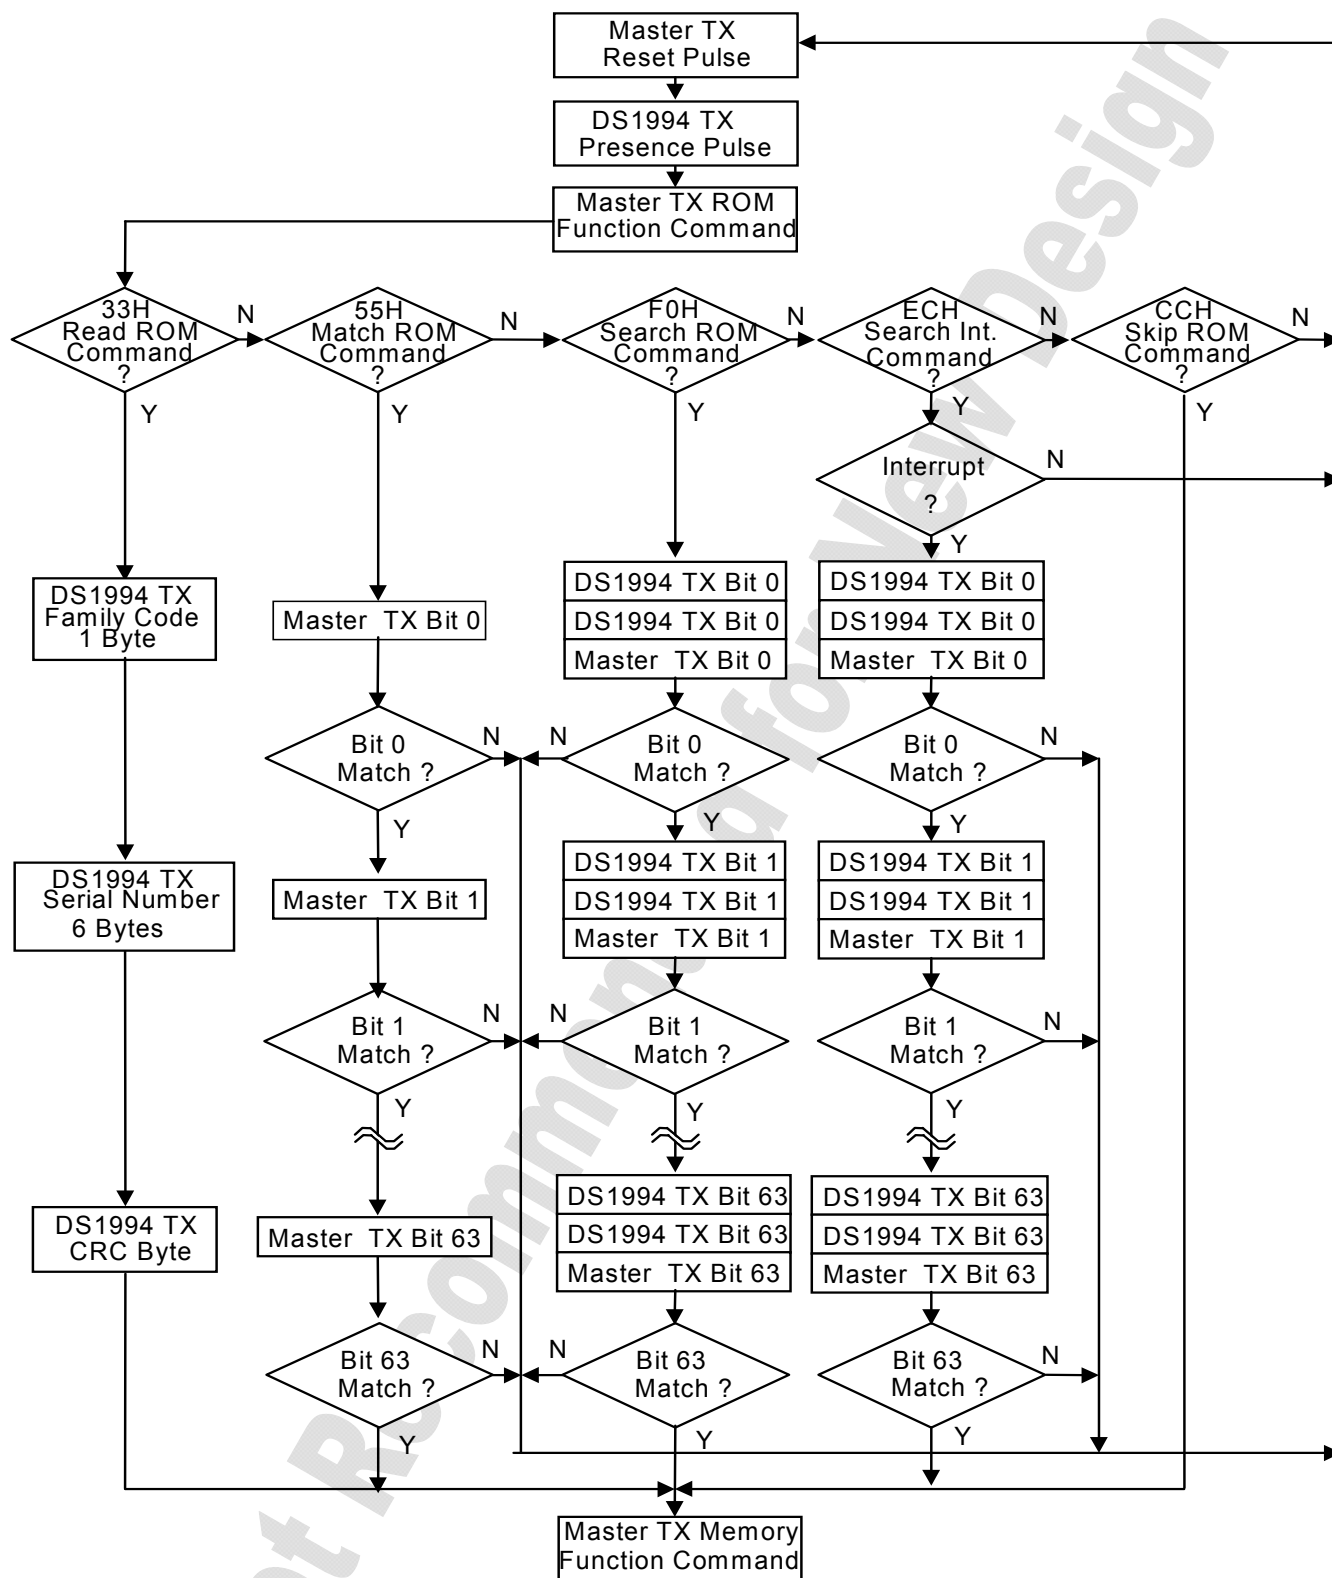 Master TX
Reset Pulse
DS1994 TX
Presence Pulse
Master TX ROM
Function Command
33H
Read ROM
Command
?
N
Y
55H
Match ROM
Command
?
N
Y
F0H
Search ROM
Command
?
N
Y
ECH
Search Int.
Command
?
N
Y
CCH
Skip ROM
Command
?
N
Y
Interrupt
?
N
Y
DS1994 TX
Family Code
1 Byte
DS1994 TX
Serial Number
6 Bytes
DS1994 TX
CRC Byte
Master TX Bit 0
Bit 0
Match ?
N
Y
Master TX Bit 1
Bit 1
Match ?
N
Y
Master TX Bit 63
Bit 63
Match ?
N
Y
DS1994 TX Bit 0
DS1994 TX Bit 0
Master TX Bit 0
Bit 0
Match ?
N
Y
DS1994 TX Bit 1
DS1994 TX Bit 1
Master TX Bit 1
Bit 1
Match ?
N
Y
DS1994 TX Bit 63
DS1994 TX Bit 63
Master TX Bit 63
Bit 63
Match ?
N
Y
DS1994 TX Bit 0
DS1994 TX Bit 0
Master TX Bit 0
Bit 0
Match ?
N
Y
DS1994 TX Bit 1
DS1994 TX Bit 1
Master TX Bit 1
Bit 1
Match ?
N
Y
DS1994 TX Bit 63
DS1994 TX Bit 63
Master TX Bit 63
Bit 63
Match ?
N
Y
Master TX Memory
Function Command
ot Recommended for New Design